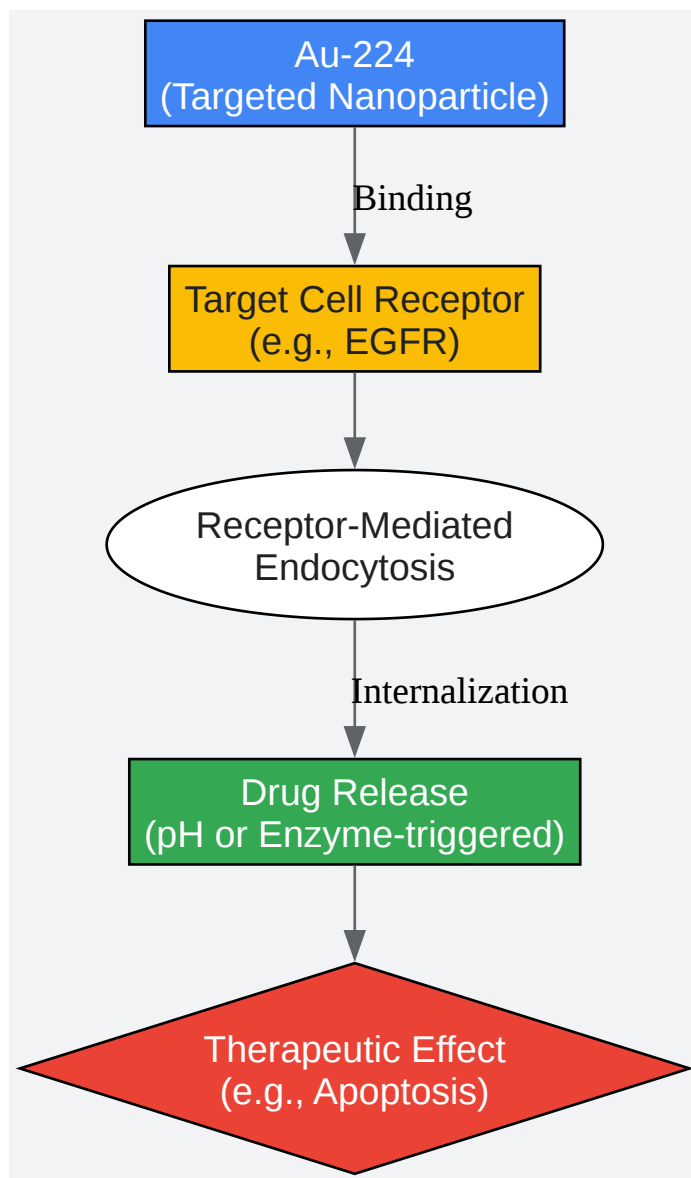 Au-224
(Targeted Nanoparticle)
Binding
Target Cell Receptor
(e.g., EGFR)
Receptor-Mediated
Endocytosis
Internalization
Drug Release
(pH or Enzyme-triggered)
Therapeutic Effect
(e.g., Apoptosis)